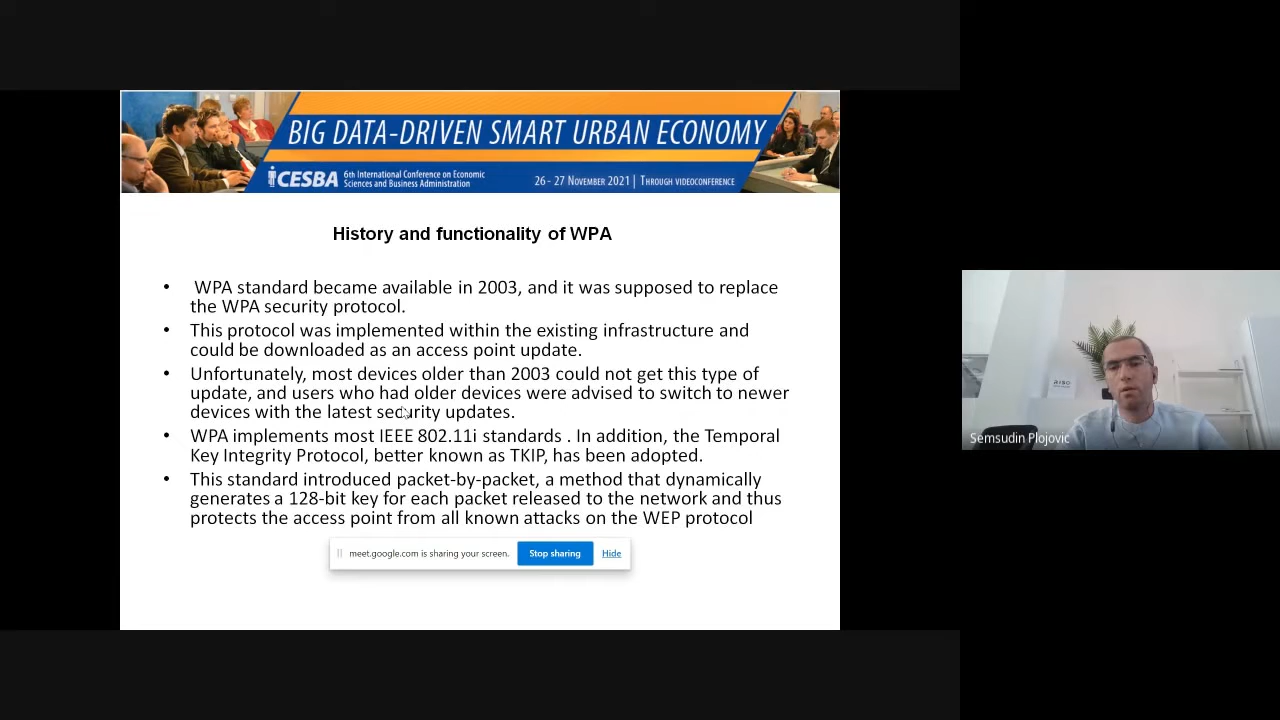 BIG DATA-DRIVEN SMART URBAN ECONOMY
iCESBA
6th International Conference on Economic
Sciences and Business Administration
26 - 27 NOVEMBER 2021 | THROUGH VIDEOCONFERENCE
History and functionality of WPA
• WPA standard became available in 2003, and it was supposed to replace
the WPA security protocol.
• This protocol was implemented within the existing infrastructure and
could be downloaded as an access point update.
• Unfortunately, most devices older than 2003 could not get this type of
update, and users who had older devices were advised to switch to newer
devices with the latest security updates.
• WPA implements most IEEE 802.11i standards . In addition, the Temporal
Key Integrity Protocol, better known as TKIP, has been adopted.
• This standard introduced packet-by-packet, a method that dynamically
generates a 128-bit key for each packet released to the network and thus
protects the access point from all known attacks on the WEP protocol
meet.google.com is sharing your screen.
Stop sharing
Hide
Semsudin Plojovic